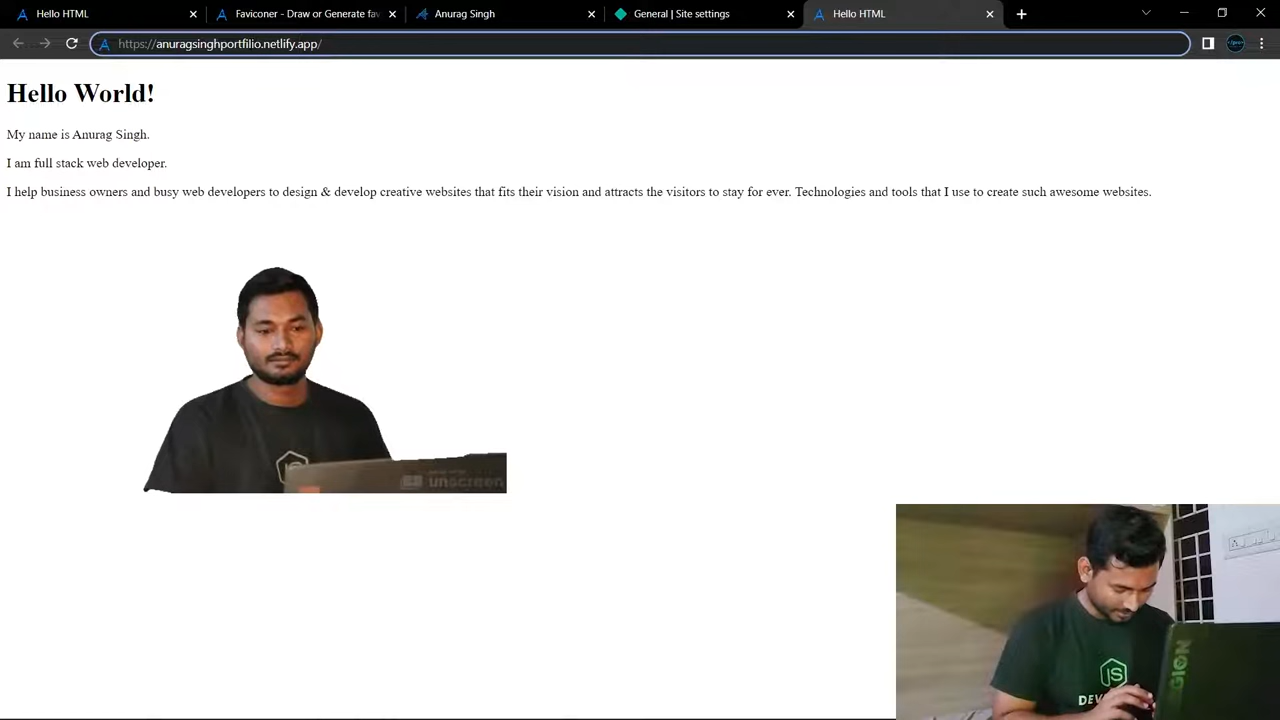 Hello HTML
Faviconer - Draw or Generate fav
Anurag Singh
General | Site settings
Hello HTML
https://anuragsinghportfilio.netlify.app/
Hello World!
My name is Anurag Singh.
I am full stack web developer.
I help business owners and busy web developers to design & develop creative websites that fits their vision and attracts the visitors to stay for ever. Technologies and tools that I use to create such awesome websites.
unscreen
JS
DEV
LEGION